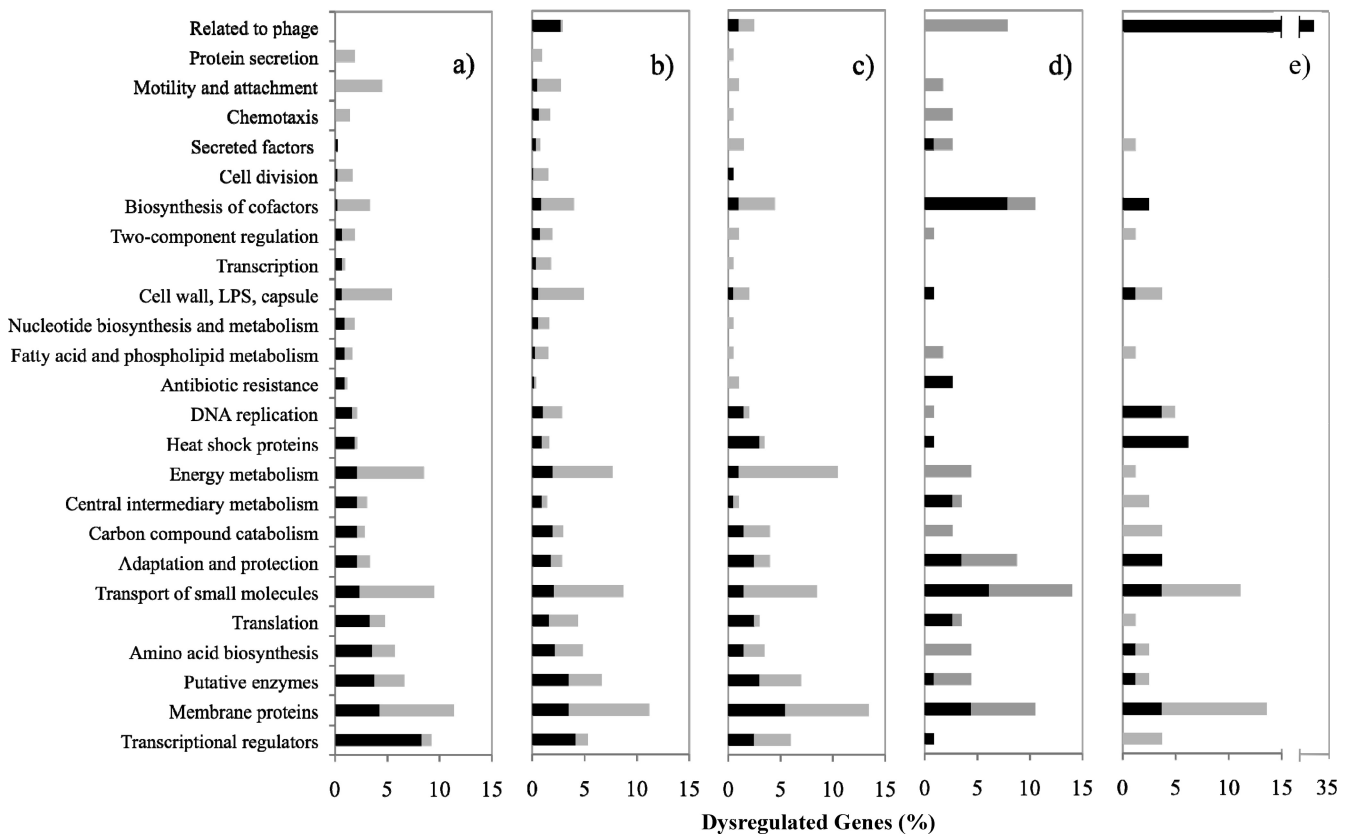 Related to phage
Protein secretion
a) b) c) d) e)
Motility and attachment
Chemotaxis
Secreted factors
Cell division
Biosynthesis of cofactors
Two-component regulation
Transcription
Cell wall, LPS, capsule
Nucleotide biosynthesis and metabolism
Fatty acid and phospholipid metabolism
Antibiotic resistance
DNA replication
Heat shock proteins
Energy metabolism
Central intermediary metabolism
Carbon compound catabolism
Adaptation and protection
Transport of small molecules
Translation
Amino acid biosynthesis
Putative enzymes
Membrane proteins
Transcriptional regulators
0 5 10 15 0 5 10 15 0 5 10 15 0 5 10 15 0 5 10 15 35
Dysregulated Genes (%)